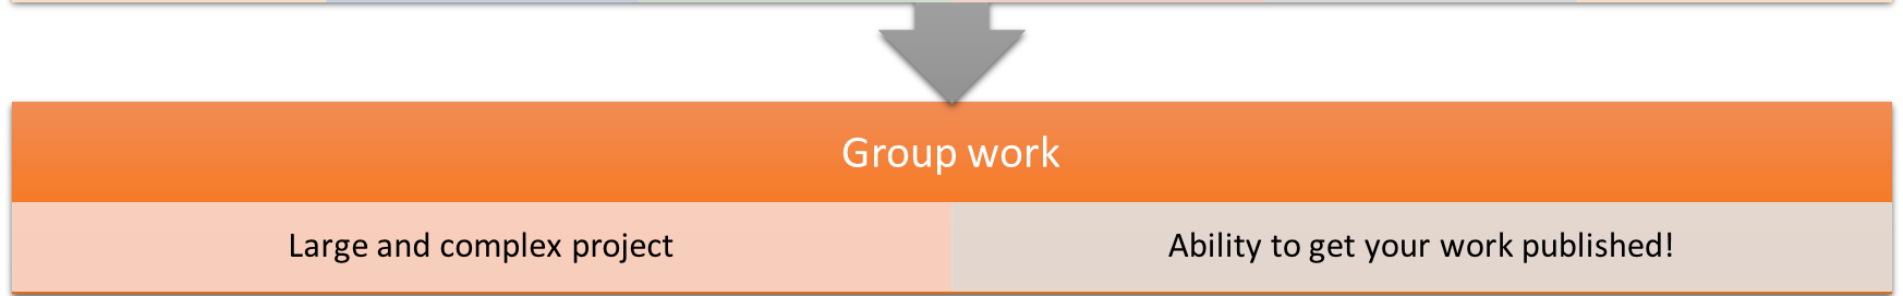 Group work
Large and complex project
Ability to get your work published!